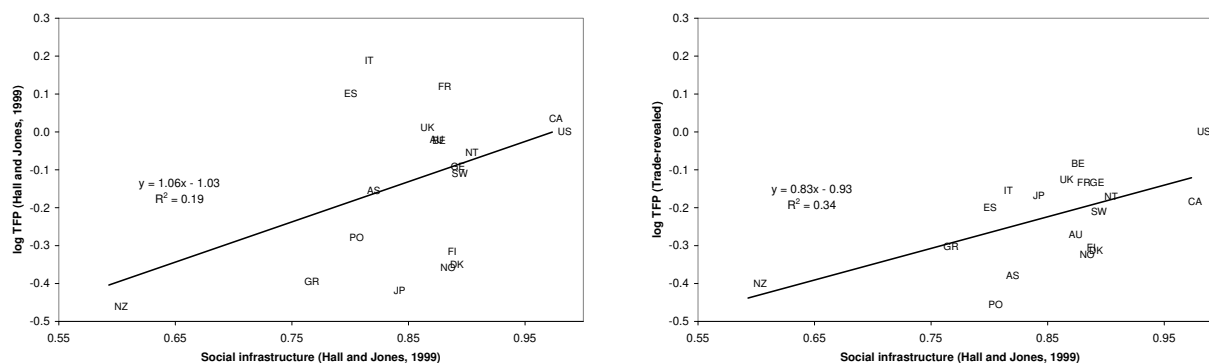 0.3
0.2
0.1
0.0
-0.1
-0.2
-0.3
-0.4
-0.5
log TFP (Hall and Jones, 1999)
IT
FR
ES
CA
UK
US
AU
BE
NT
GE
SW
AS
y = 1.06x - 1.03
R² = 0.19
PO
FI
DK
NO
GR
JP
NZ
0.55
0.65
0.75
0.85
0.95
Social infrastructure (Hall and Jones, 1999)
0.3
0.2
0.1
0.0
-0.1
-0.2
-0.3
-0.4
-0.5
log TFP (Trade-revealed)
US
BE
UK
FR
GE
IT
JP
NT
CA
ES
SW
y = 0.83x - 0.93
R² = 0.34
AU
GR
FI
DK
NO
AS
NZ
PO
0.55
0.65
0.75
0.85
0.95
Social infrastructure (Hall and Jones, 1999)